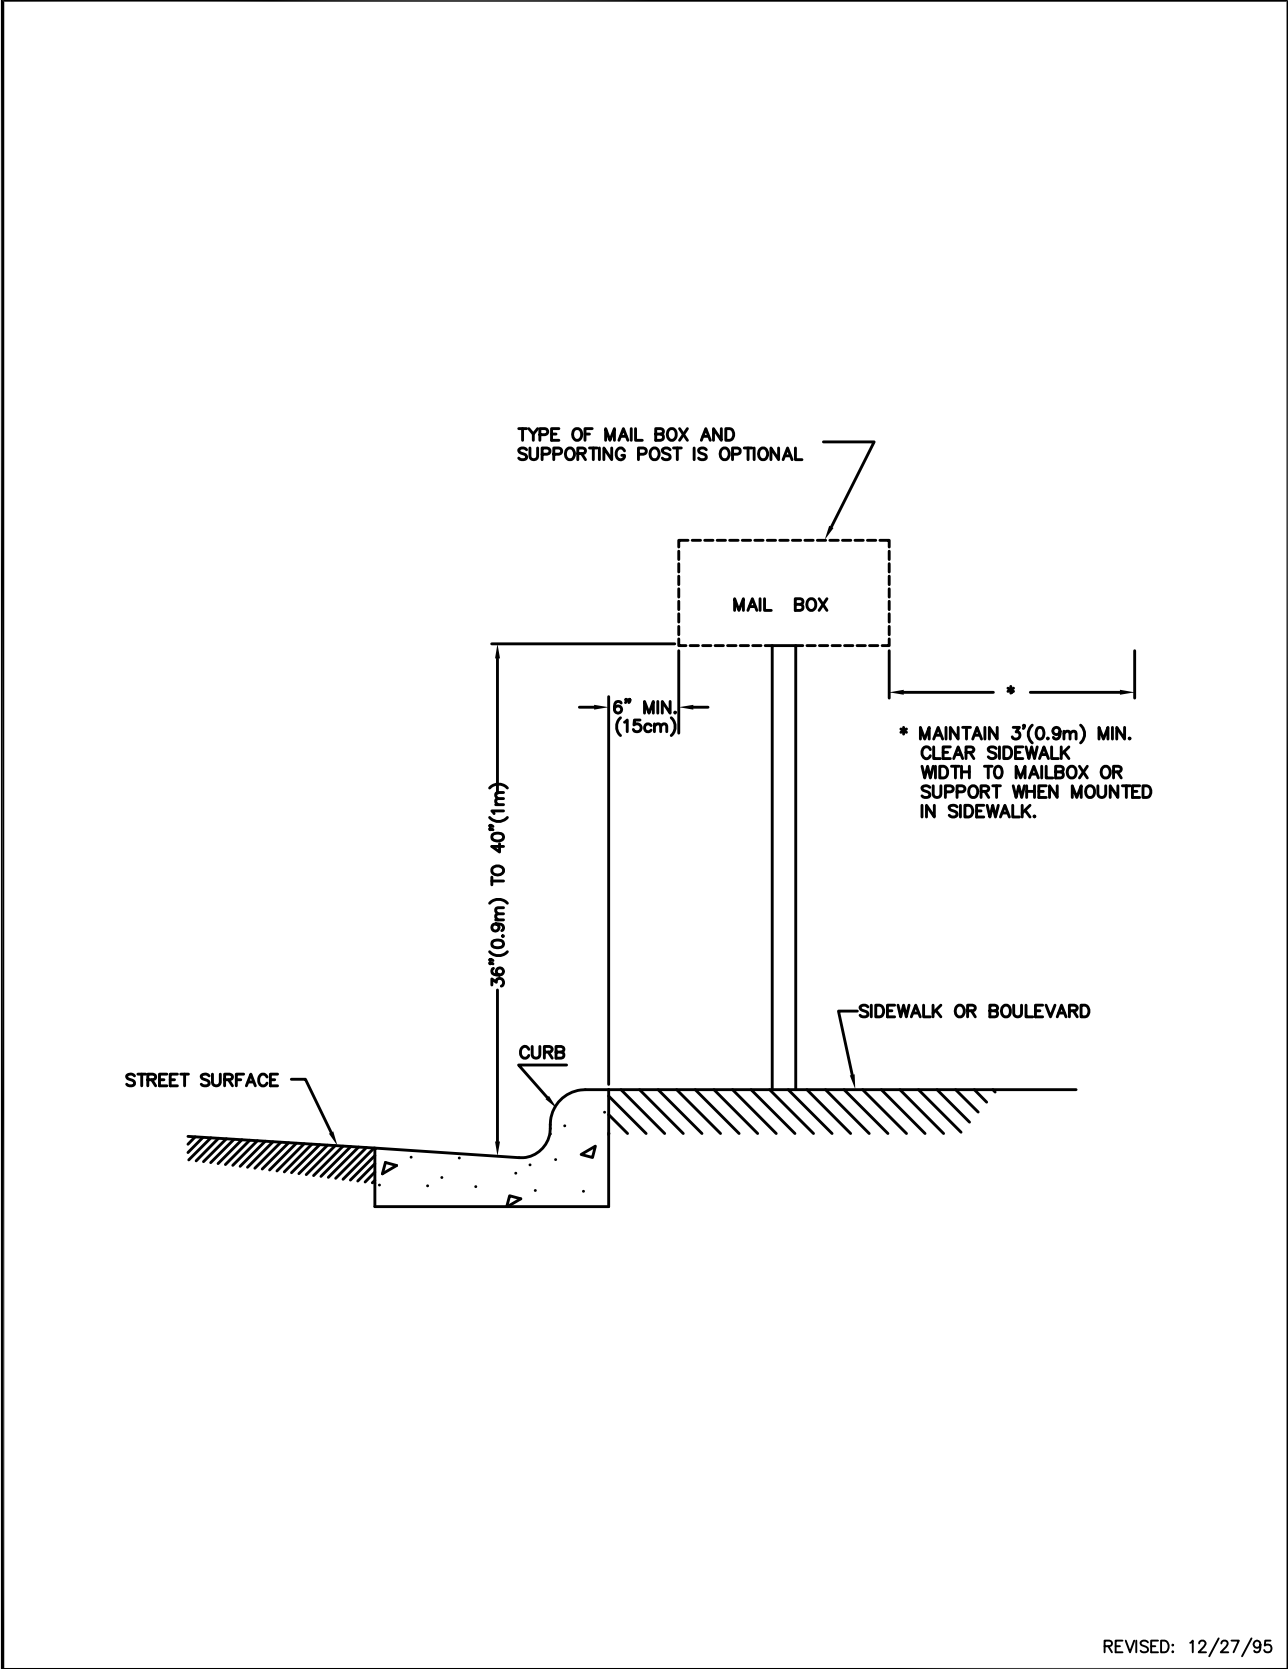 TYPE OF MAIL BOX AND
SUPPORTING POST IS OPTIONAL
MAIL BOX
6" MIN.
(15cm)
*
* MAINTAIN 3'(0.9m) MIN.
CLEAR SIDEWALK
WIDTH TO MAILBOX OR
SUPPORT WHEN MOUNTED
IN SIDEWALK.
36"(0.9m) TO 40"(1m)
SIDEWALK OR BOULEVARD
CURB
STREET SURFACE
REVISED: 12/27/95